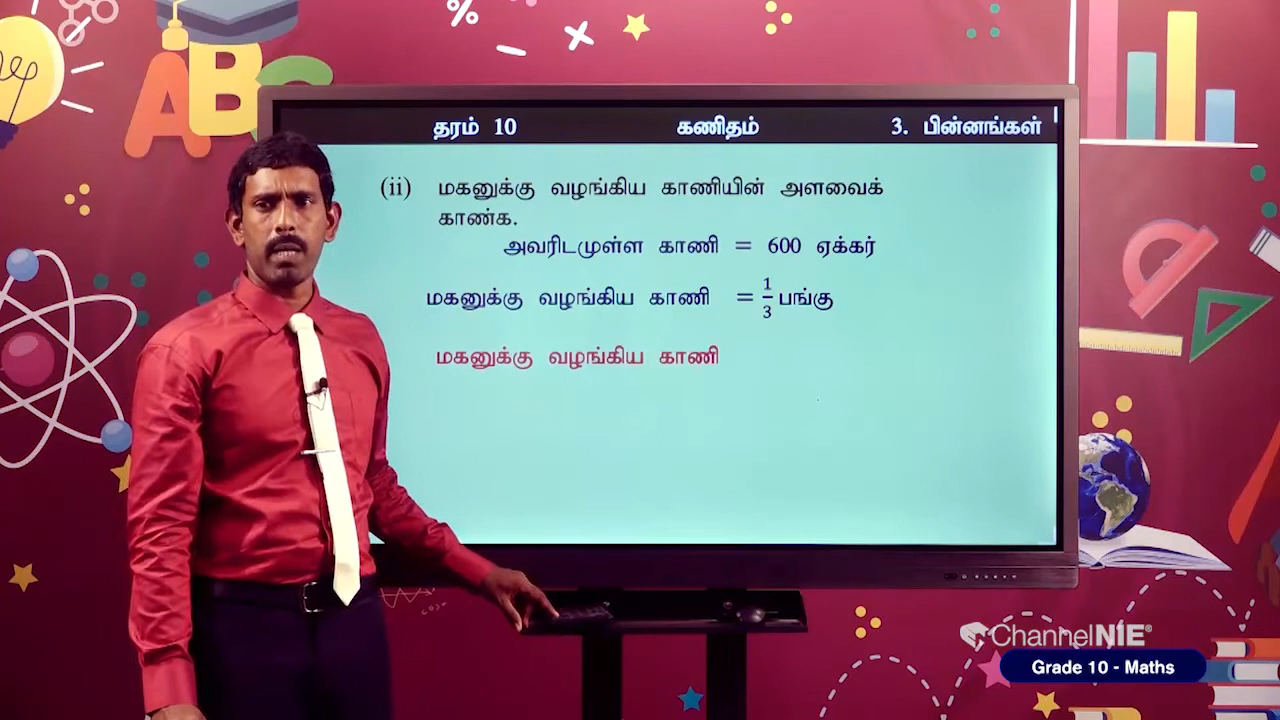 ABC
%
தரம் 10 கணிதம் 3. பின்னங்கள்
(ii) மகனுக்கு வழங்கிய காணியின் அளவைக்
காண்க.
அவரிடமுள்ள காணி = 600 ஏக்கர்
மகனுக்கு வழங்கிய காணி = 1/3 பங்கு
மகனுக்கு வழங்கிய காணி
ChannelNIE®
Grade 10 - Maths